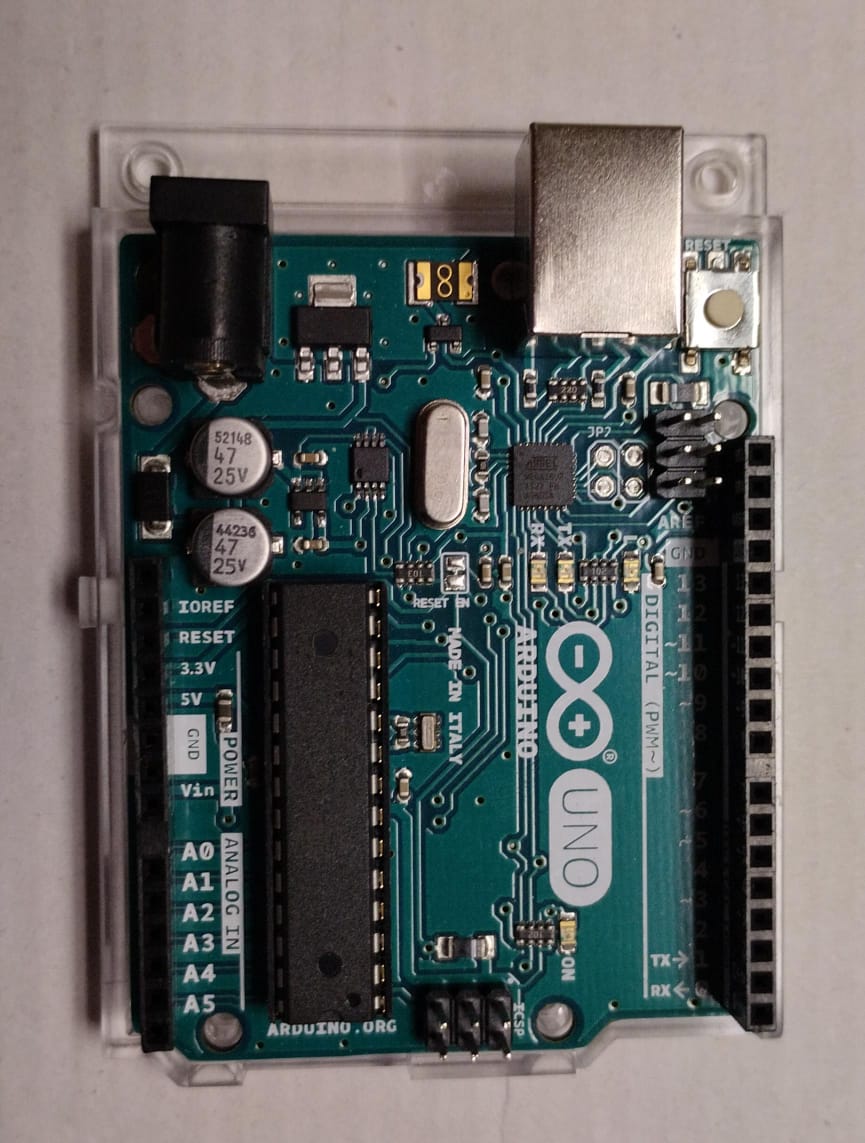 RESET
AREF
GND
13
12
~11
~10
~9
8
7
~6
~5
4
~3
2
TX→1
RX←0
DIGITAL (PWM~)
L
JP2
®
UNO
ARDUINO
TX
RX
ON
ICSP
RESET EN
MADE IN ITALY
8
ARDUINO.ORG
52148
47
25V
44236
47
25V
IOREF
RESET
3.3V
5V
GND
Vin
POWER
ANALOG IN
A0
A1
A2
A3
A4
A5